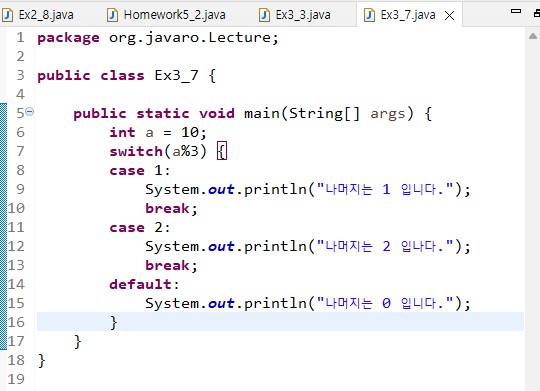 Ex2_8.java Homework5_2.java Ex3_3.java Ex3_7.java
1 package org.javaro.Lecture;
2
3 public class Ex3_7 {
4
5 public static void main(String[] args) {
6 int a = 10;
7 switch(a%3) {
8 case 1:
9 System.out.println("나머지는 1 입니다.");
10 break;
11 case 2:
12 System.out.println("나머지는 2 입나다.");
13 break;
14 default:
15 System.out.println("나머지는 0 입니다.");
16 }
17 }
18 }
19